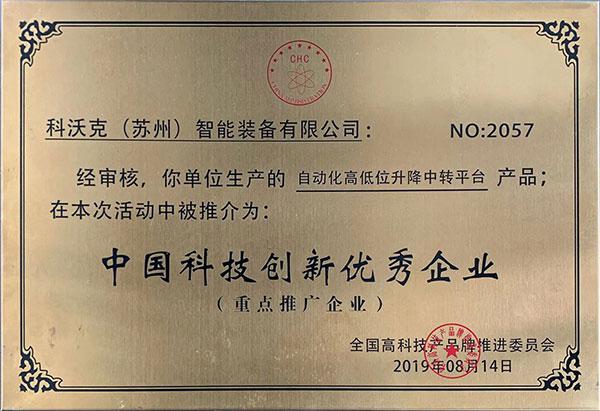 CHC
科沃克（苏州）智能装备有限公司：
NO:2057
经审核，你单位生产的 自动化高低位升降中转平台 产品；
在本次活动中被推介为：
中国科技创新优秀企业
（重点推广企业）
全国高科技产品牌推进委员会
2019年08月14日